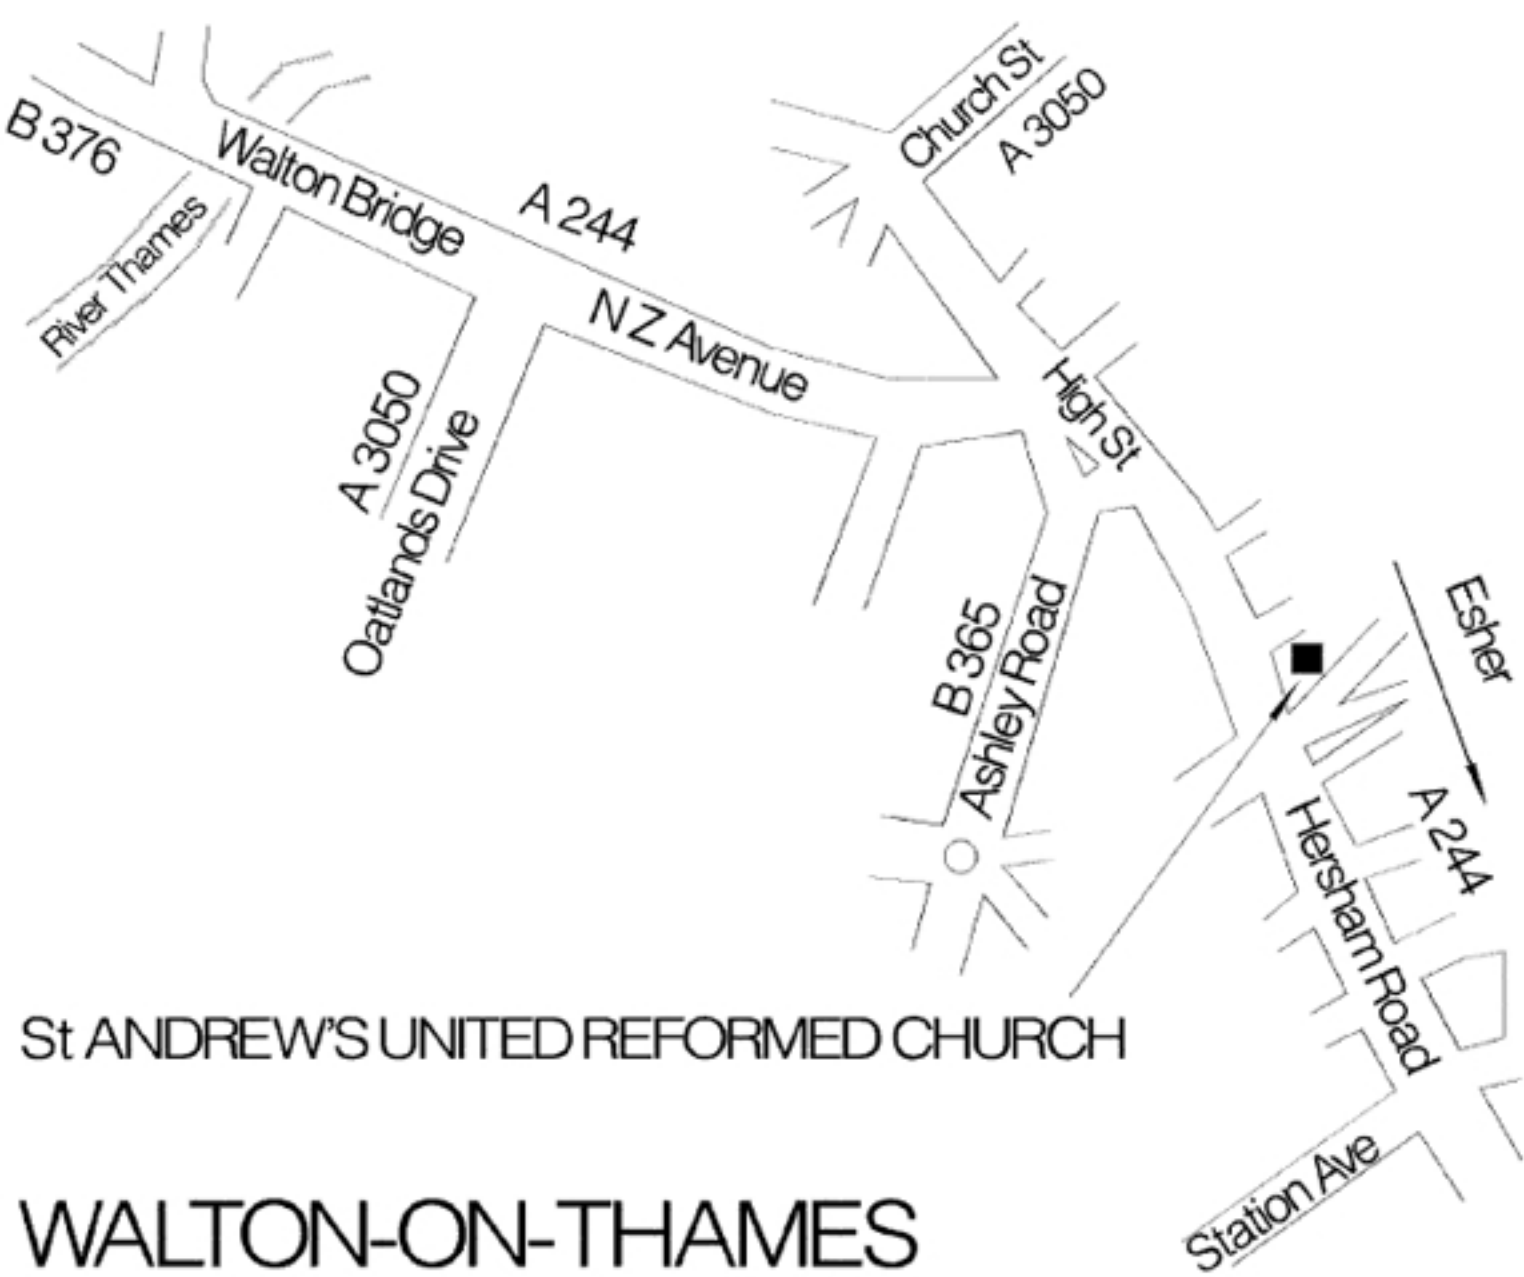 Church St
A 3050
B 376
Walton Bridge
A 244
River Thames
N Z Avenue
High St
A 3050
Oatlands Drive
B 365
Ashley Road
Esher
A 244
Hersham Road
St ANDREW'S UNITED REFORMED CHURCH
Station Ave
WALTON-ON-THAMES